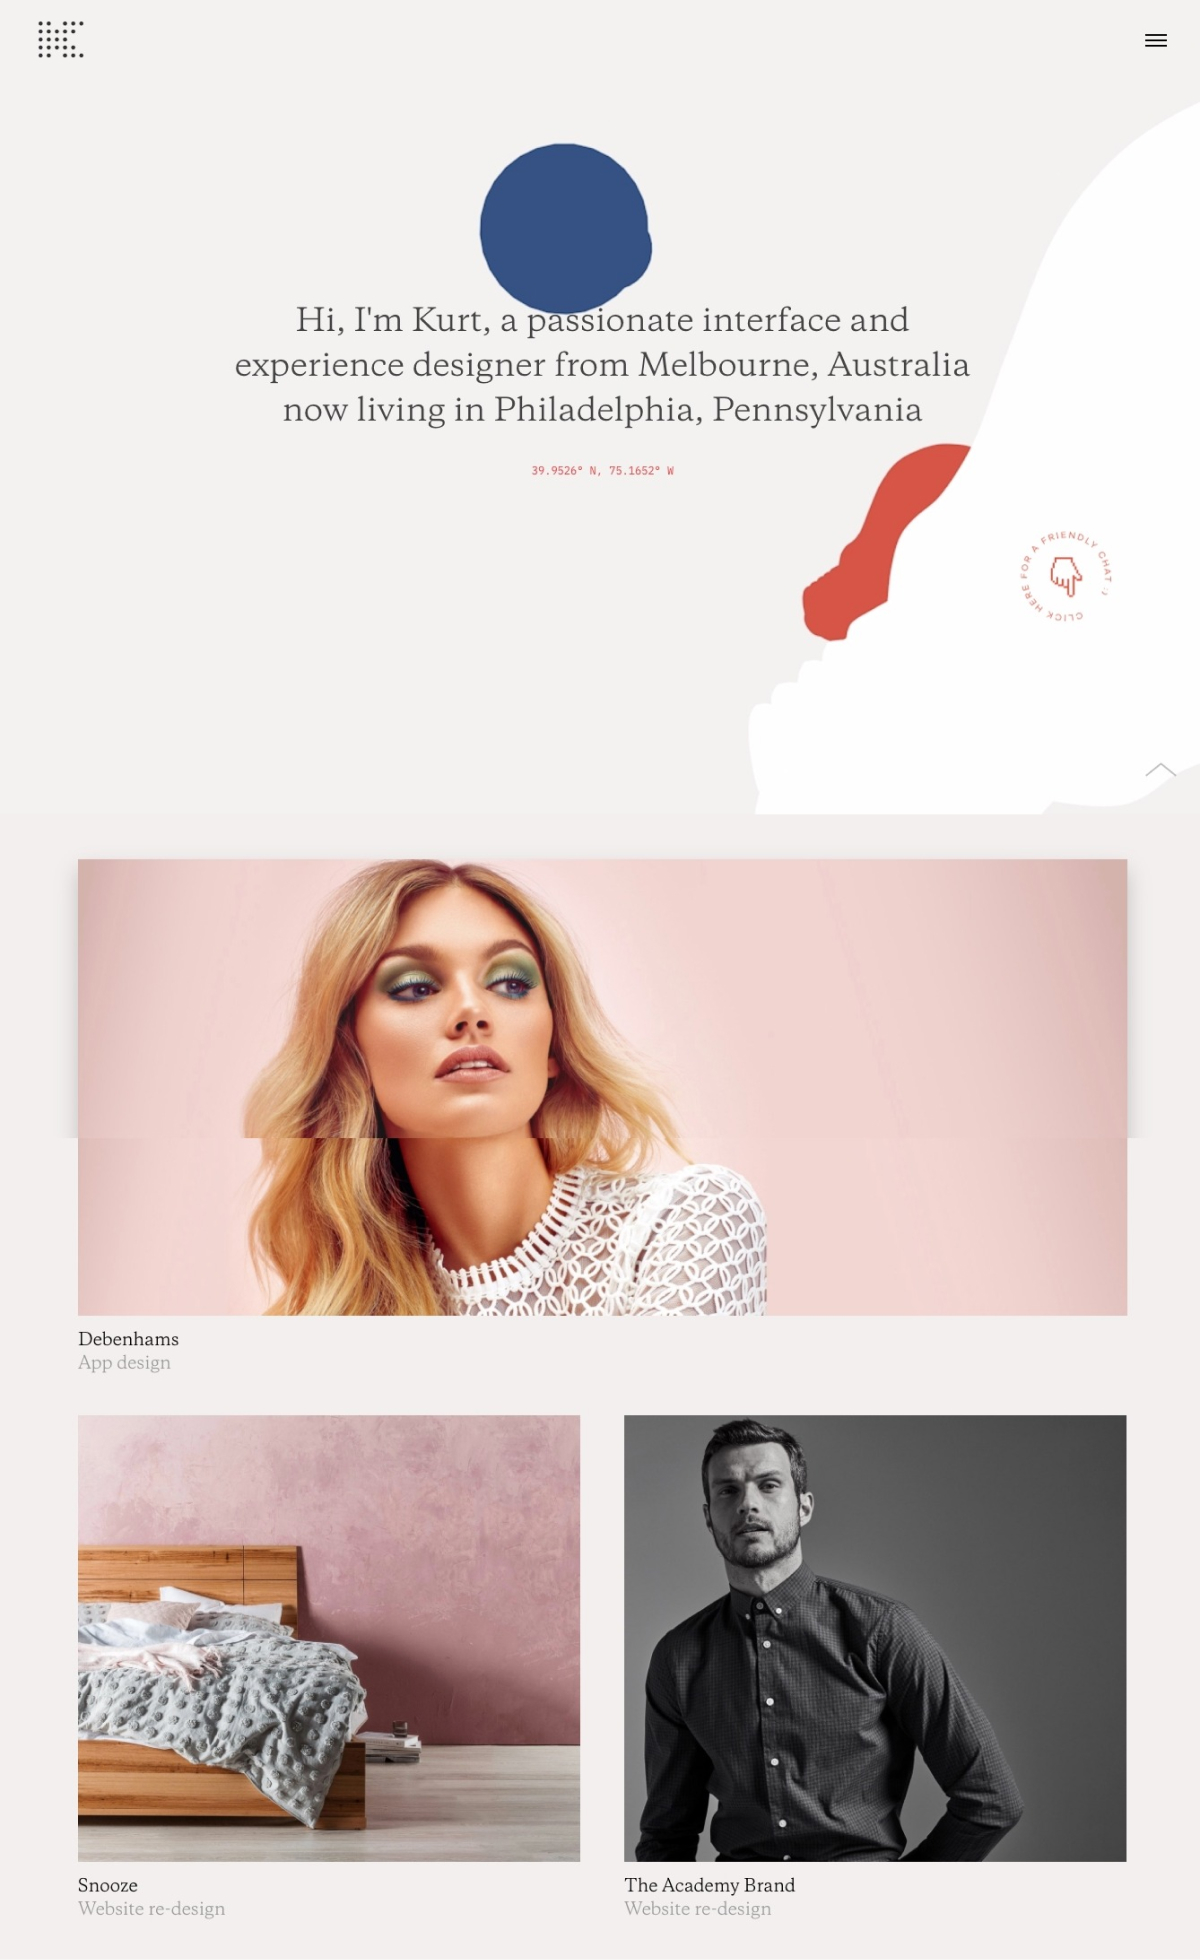 Hi, I'm Kurt, a passionate interface and
experience designer from Melbourne, Australia
now living in Philadelphia, Pennsylvania
39.9526° N, 75.1652° W
CLICK HERE FOR A FRIENDLY CHAT :)
Debenhams
App design
Snooze
Website re-design
The Academy Brand
Website re-design